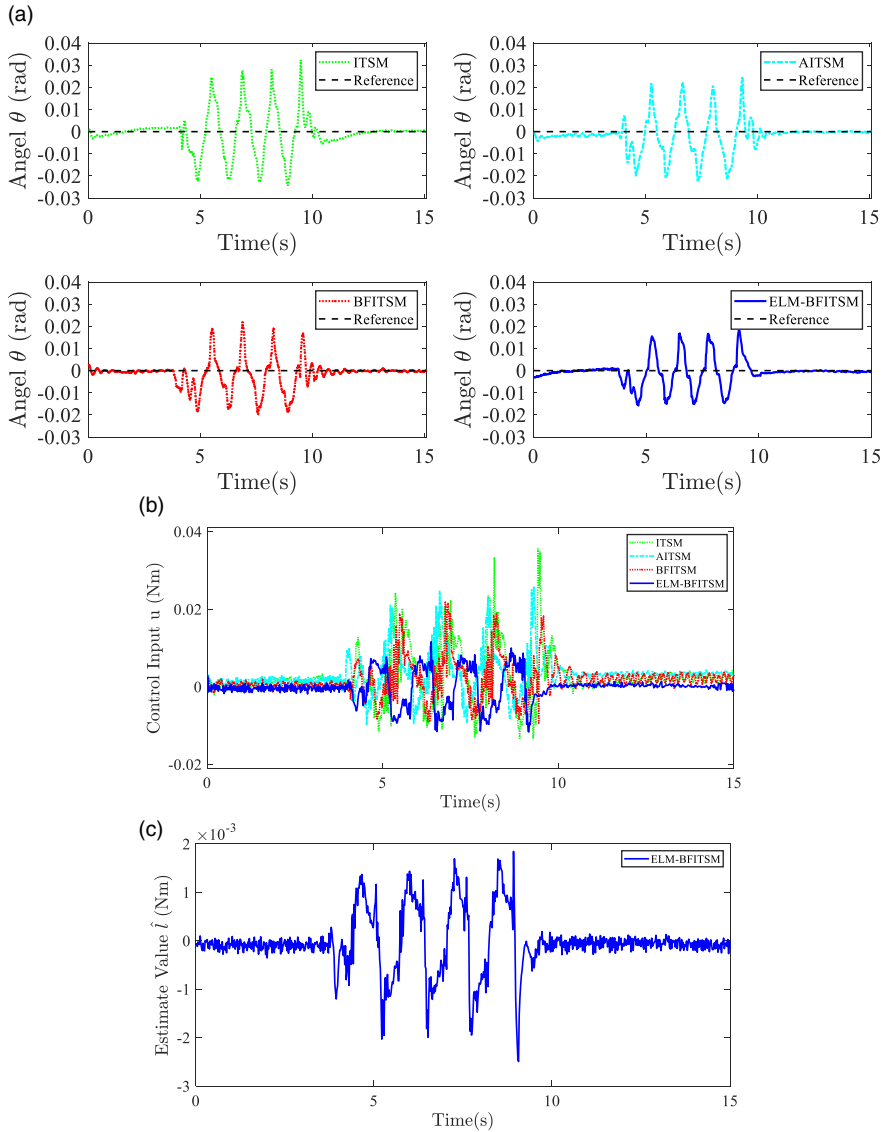 (a)
0.04
0.03
0.02
0.01
0
-0.01
-0.02
-0.03
Angel θ (rad)
ITSM
Reference
0 5 10 15
Time(s)
0.04
0.03
0.02
0.01
0
-0.01
-0.02
-0.03
Angel θ (rad)
AITSM
Reference
0 5 10 15
Time(s)
0.04
0.03
0.02
0.01
0
-0.01
-0.02
-0.03
Angel θ (rad)
BFITSM
Reference
0 5 10 15
Time(s)
0.04
0.03
0.02
0.01
0
-0.01
-0.02
-0.03
Angel θ (rad)
ELM-BFITSM
Reference
0 5 10 15
Time(s)
(b)
0.04
0.02
0
-0.02
Control Input u (Nm)
ITSM
AITSM
BFITSM
ELM-BFITSM
0 5 10 15
Time(s)
(c)
×10⁻³
2
1
0
-1
-2
-3
Estimate Value l̂ (Nm)
ELM-BFITSM
0 5 10 15
Time(s)